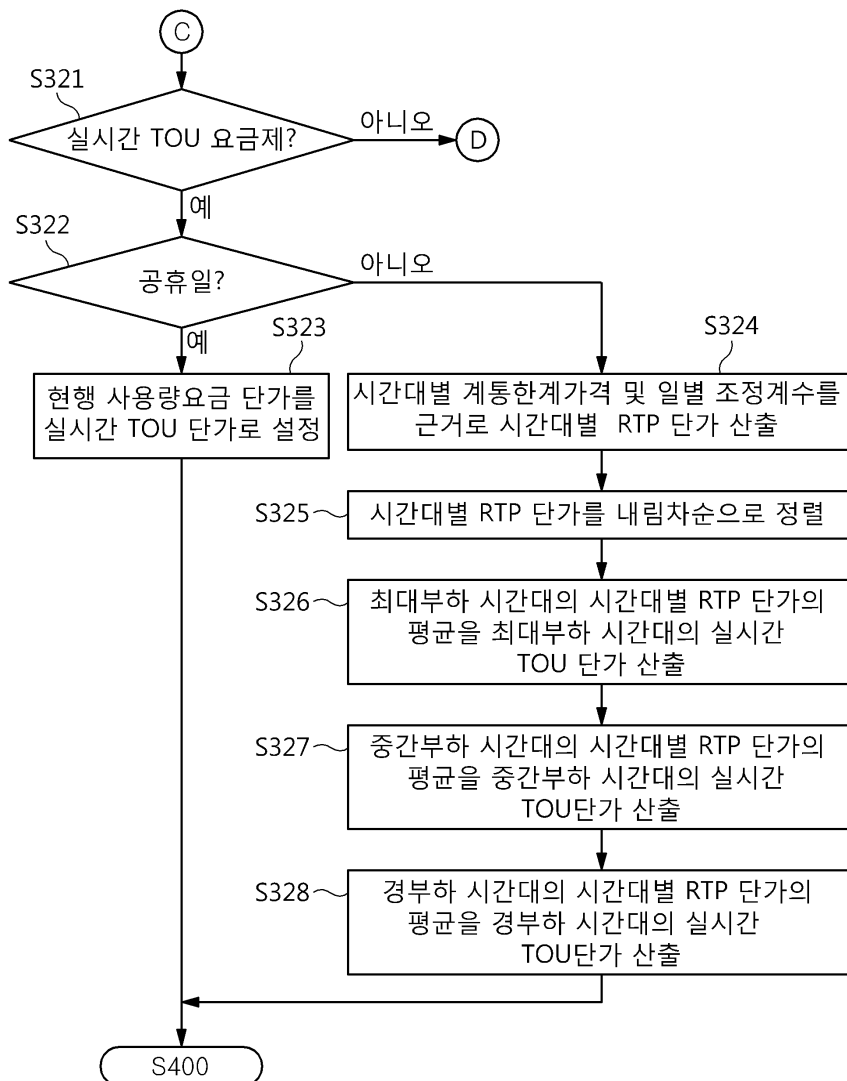 C
S321
실시간 TOU 요금제?
아니오
D
예
S322
공휴일?
아니오
예
S323
현행 사용량요금 단가를
실시간 TOU 단가로 설정
S324
시간대별 계통한계가격 및 일별 조정계수를
근거로 시간대별 RTP 단가 산출
S325
시간대별 RTP 단가를 내림차순으로 정렬
S326
최대부하 시간대의 시간대별 RTP 단가의
평균을 최대부하 시간대의 실시간
TOU 단가 산출
S327
중간부하 시간대의 시간대별 RTP 단가의
평균을 중간부하 시간대의 실시간
TOU단가 산출
S328
경부하 시간대의 시간대별 RTP 단가의
평균을 경부하 시간대의 실시간
TOU단가 산출
S400